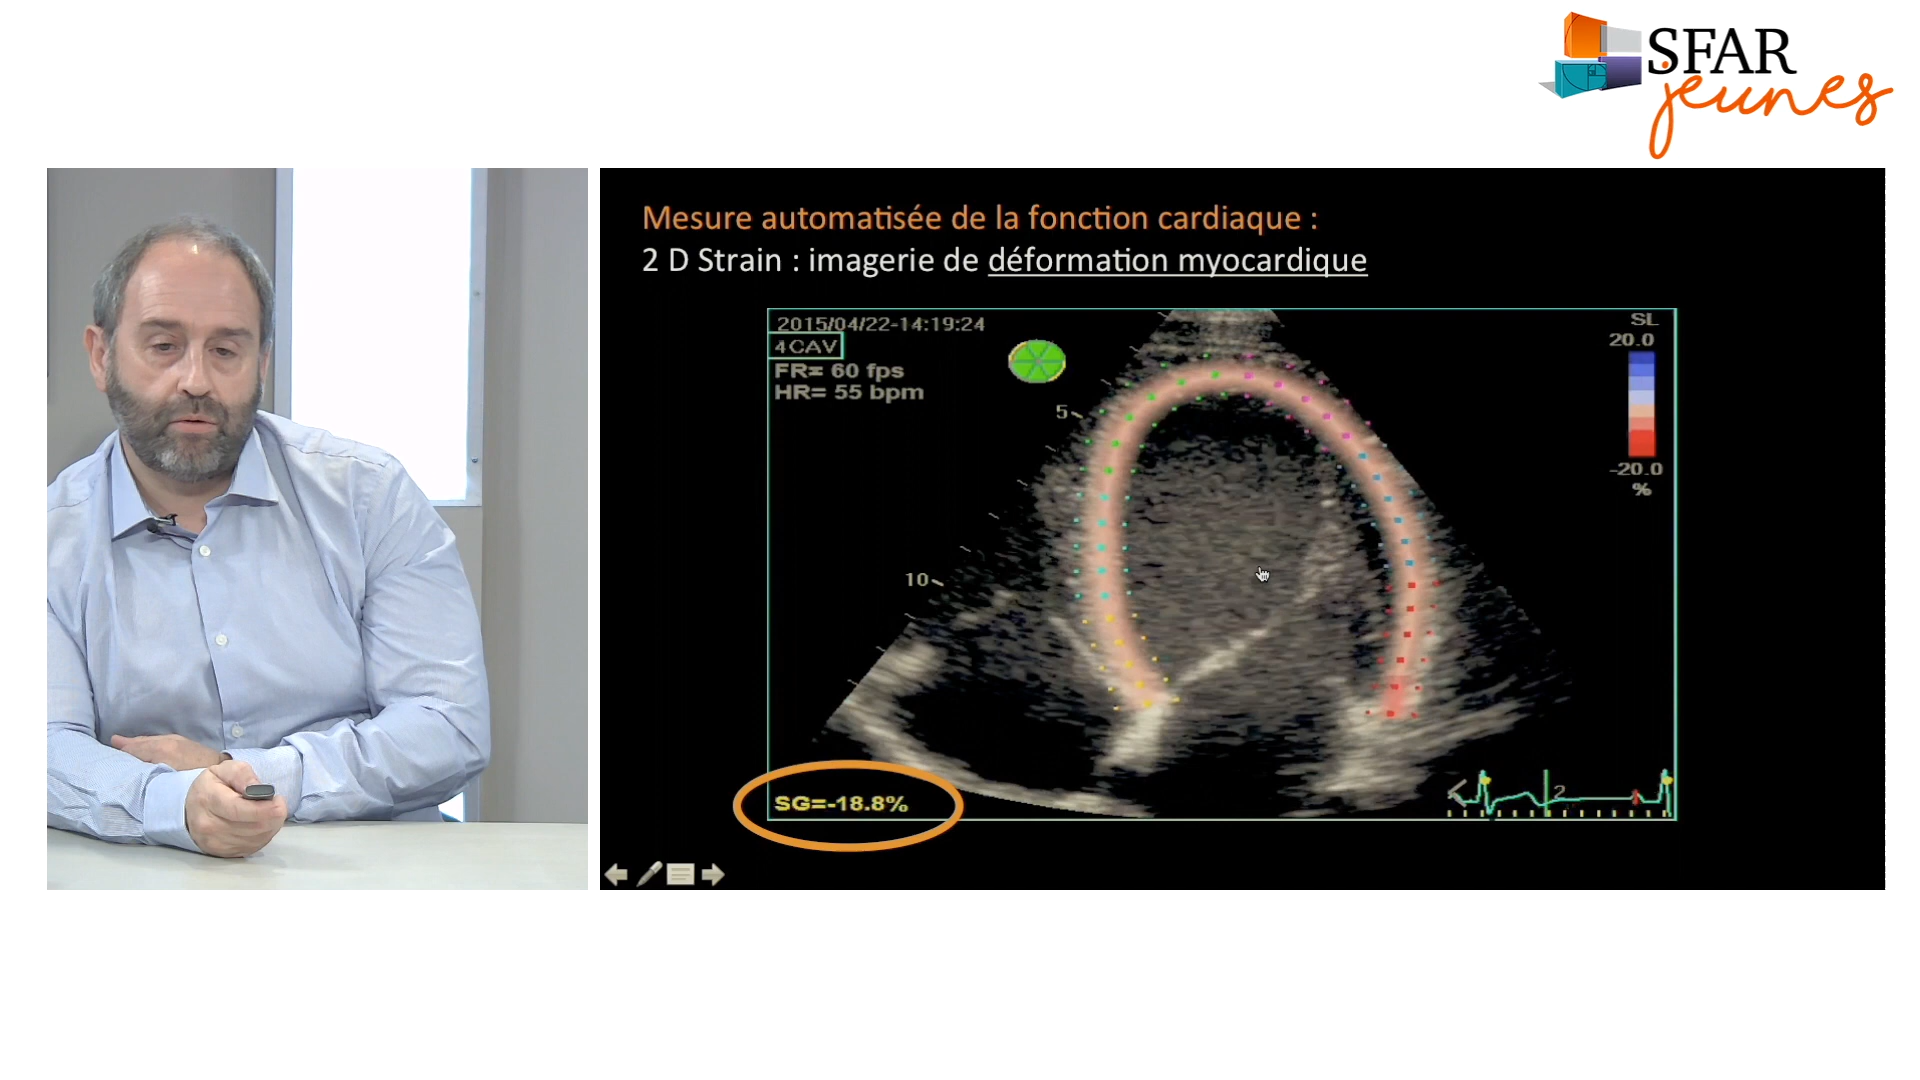 SFAR
jeunes
Mesure automatisée de la fonction cardiaque :
2 D Strain : imagerie de déformation myocardique
2015/04/22-14:19:24
4CAV
FR= 60 fps
HR= 55 bpm
SL
20.0
-20.0
%
5
10
SG=-18.8%
2